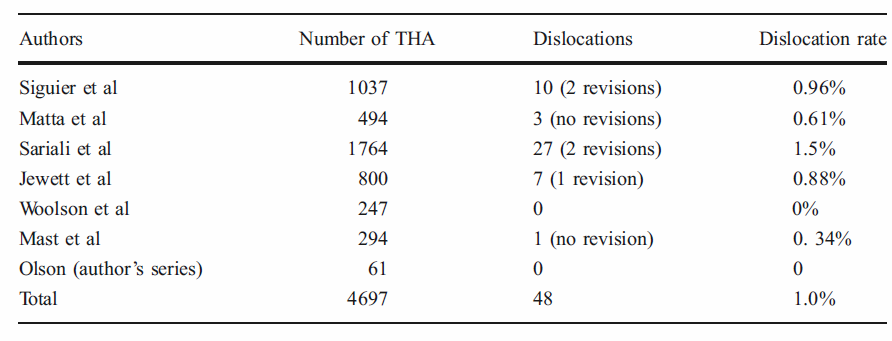 Authors Number of THA Dislocations Dislocation rate
Siguier et al 1037 10 (2 revisions) 0.96%
Matta et al 494 3 (no revisions) 0.61%
Sariali et al 1764 27 (2 revisions) 1.5%
Jewett et al 800 7 (1 revision) 0.88%
Woolson et al 247 0 0%
Mast et al 294 1 (no revision) 0. 34%
Olson (author's series) 61 0 0
Total 4697 48 1.0%